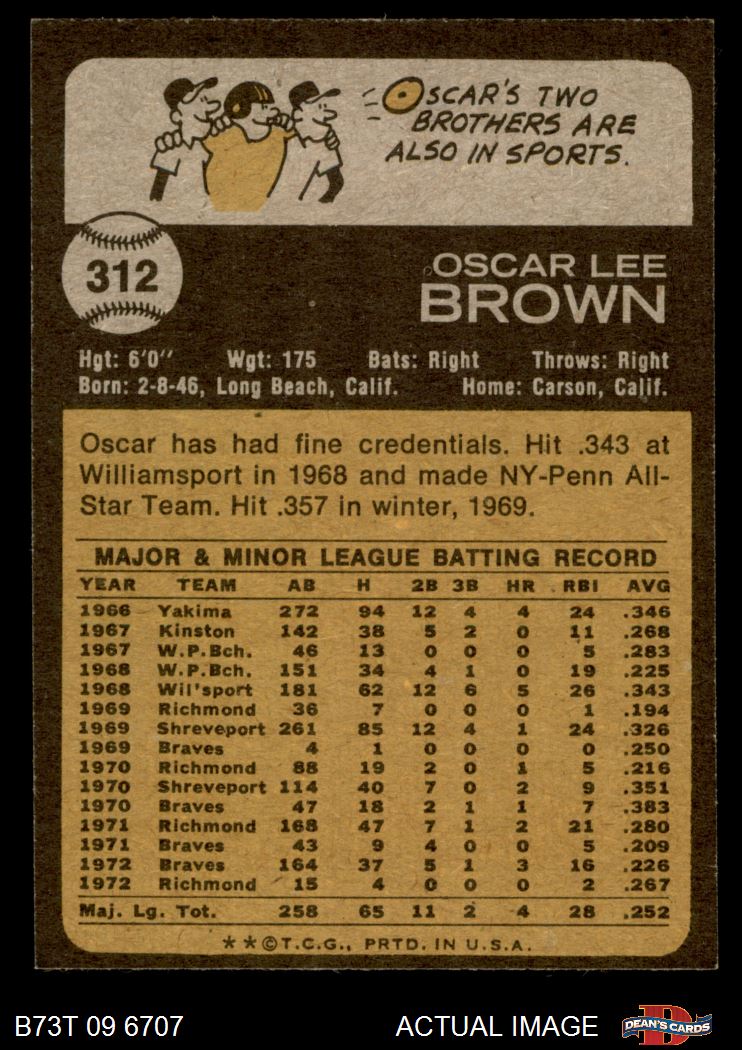 OSCAR'S TWO
BROTHERS ARE
ALSO IN SPORTS.
312
OSCAR LEE
BROWN
Hgt: 6'0" Wgt: 175 Bats: Right Throws: Right
Born: 2-8-46, Long Beach, Calif. Home: Carson, Calif.
Oscar has had fine credentials. Hit .343 at
Williamsport in 1968 and made NY-Penn All-
Star Team. Hit .357 in winter, 1969.
MAJOR & MINOR LEAGUE BATTING RECORD
YEAR TEAM AB H 2B 3B HR RBI AVG
1966 Yakima 272 94 12 4 4 24 .346
1967 Kinston 142 38 5 2 0 11 .268
1967 W.P.Bch. 46 13 0 0 0 5 .283
1968 W.P.Bch. 151 34 4 1 0 19 .225
1968 Wil'sport 181 62 12 6 5 26 .343
1969 Richmond 36 7 0 0 0 1 .194
1969 Shreveport 261 85 12 4 1 24 .326
1969 Braves 4 1 0 0 0 0 .250
1970 Richmond 88 19 2 0 1 5 .216
1970 Shreveport 114 40 7 0 2 9 .351
1970 Braves 47 18 2 1 1 7 .383
1971 Richmond 168 47 7 1 2 21 .280
1971 Braves 43 9 4 0 0 5 .209
1972 Braves 164 37 5 1 3 16 .226
1972 Richmond 15 4 0 0 0 2 .267
Maj. Lg. Tot. 258 65 11 2 4 28 .252
**©T.C.G., PRTD. IN U.S.A.
B73T 09 6707 ACTUAL IMAGE D DEAN'S CARDS